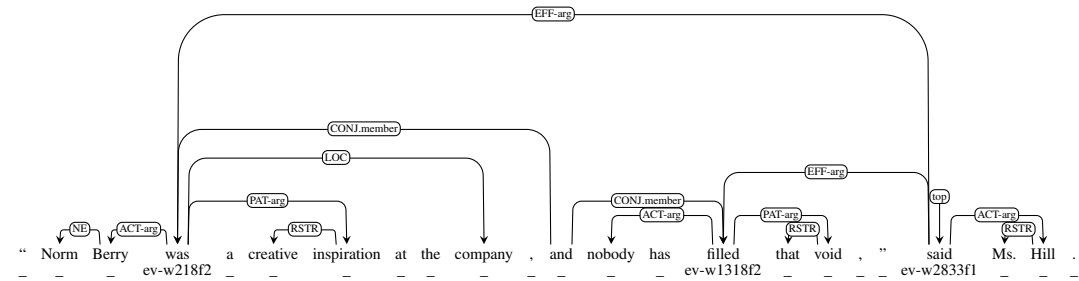 EFF-arg
CONJ.member
LOC
EFF-arg
PAT-arg CONJ.member top
NE ACT-arg RSTR ACT-arg PAT-arg RSTR ACT-arg RSTR
“ Norm Berry was a creative inspiration at the company , and nobody has filled that void , ” said Ms. Hill .
_ _ _ ev-w218f2 _ _ _ _ _ _ _ _ _ _ ev-w1318f2 _ _ _ _ ev-w2833f1 _ _ _